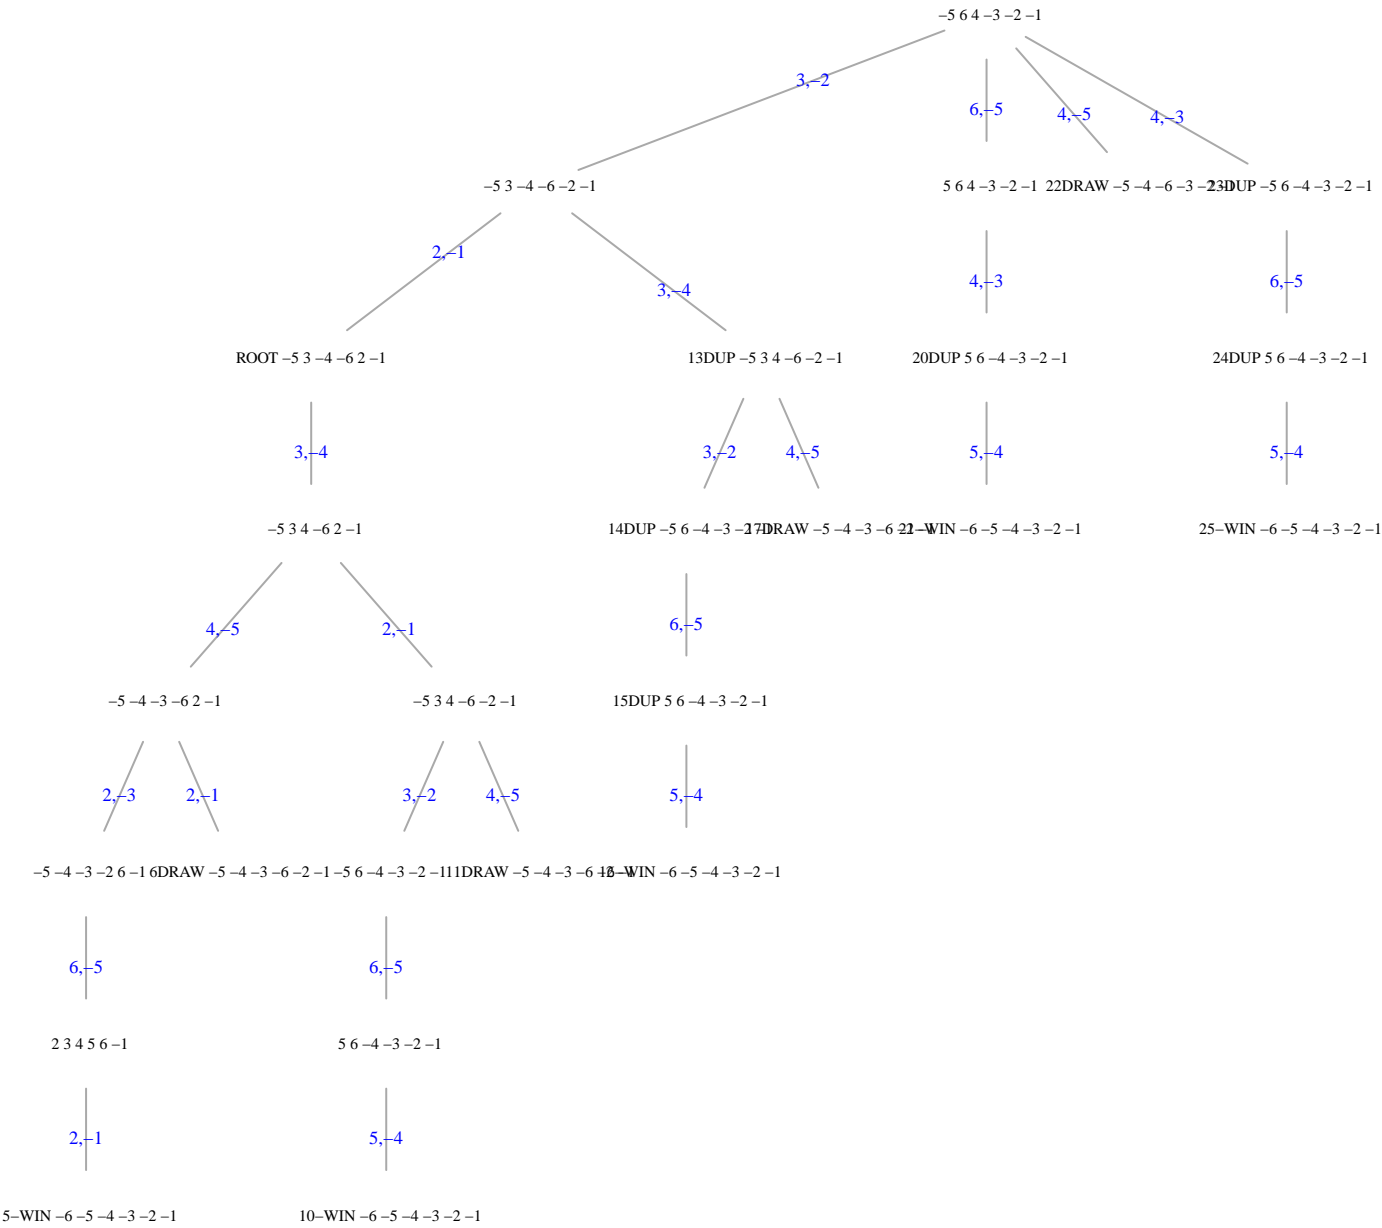 –5 6 4 –3 –2 –1
3,–2
6,–5
4,–5
4,–3
–5 3 –4 –6 –2 –1
5 6 4 –3 –2 –1
22DRAW –5 –4 –6 –3 –2 –1
23DUP –5 6 –4 –3 –2 –1
2,–1
3,–4
4,–3
6,–5
ROOT –5 3 –4 –6 2 –1
13DUP –5 3 4 –6 –2 –1
20DUP 5 6 –4 –3 –2 –1
24DUP 5 6 –4 –3 –2 –1
3,–4
3,–2
4,–5
5,–4
5,–4
–5 3 4 –6 2 –1
14DUP –5 6 –4 –3 –2 –1
17DRAW –5 –4 –3 –6 –2 –1
21–WIN –6 –5 –4 –3 –2 –1
25–WIN –6 –5 –4 –3 –2 –1
4,–5
2,–1
6,–5
–5 –4 –3 –6 2 –1
–5 3 4 –6 –2 –1
15DUP 5 6 –4 –3 –2 –1
2,–3
2,–1
3,–2
4,–5
5,–4
–5 –4 –3 –2 6 –1
6DRAW –5 –4 –3 –6 –2 –1
–5 6 –4 –3 –2 –1
11DRAW –5 –4 –3 –6 –2 –1
16–WIN –6 –5 –4 –3 –2 –1
6,–5
6,–5
2 3 4 5 6 –1
5 6 –4 –3 –2 –1
2,–1
5,–4
5–WIN –6 –5 –4 –3 –2 –1
10–WIN –6 –5 –4 –3 –2 –1